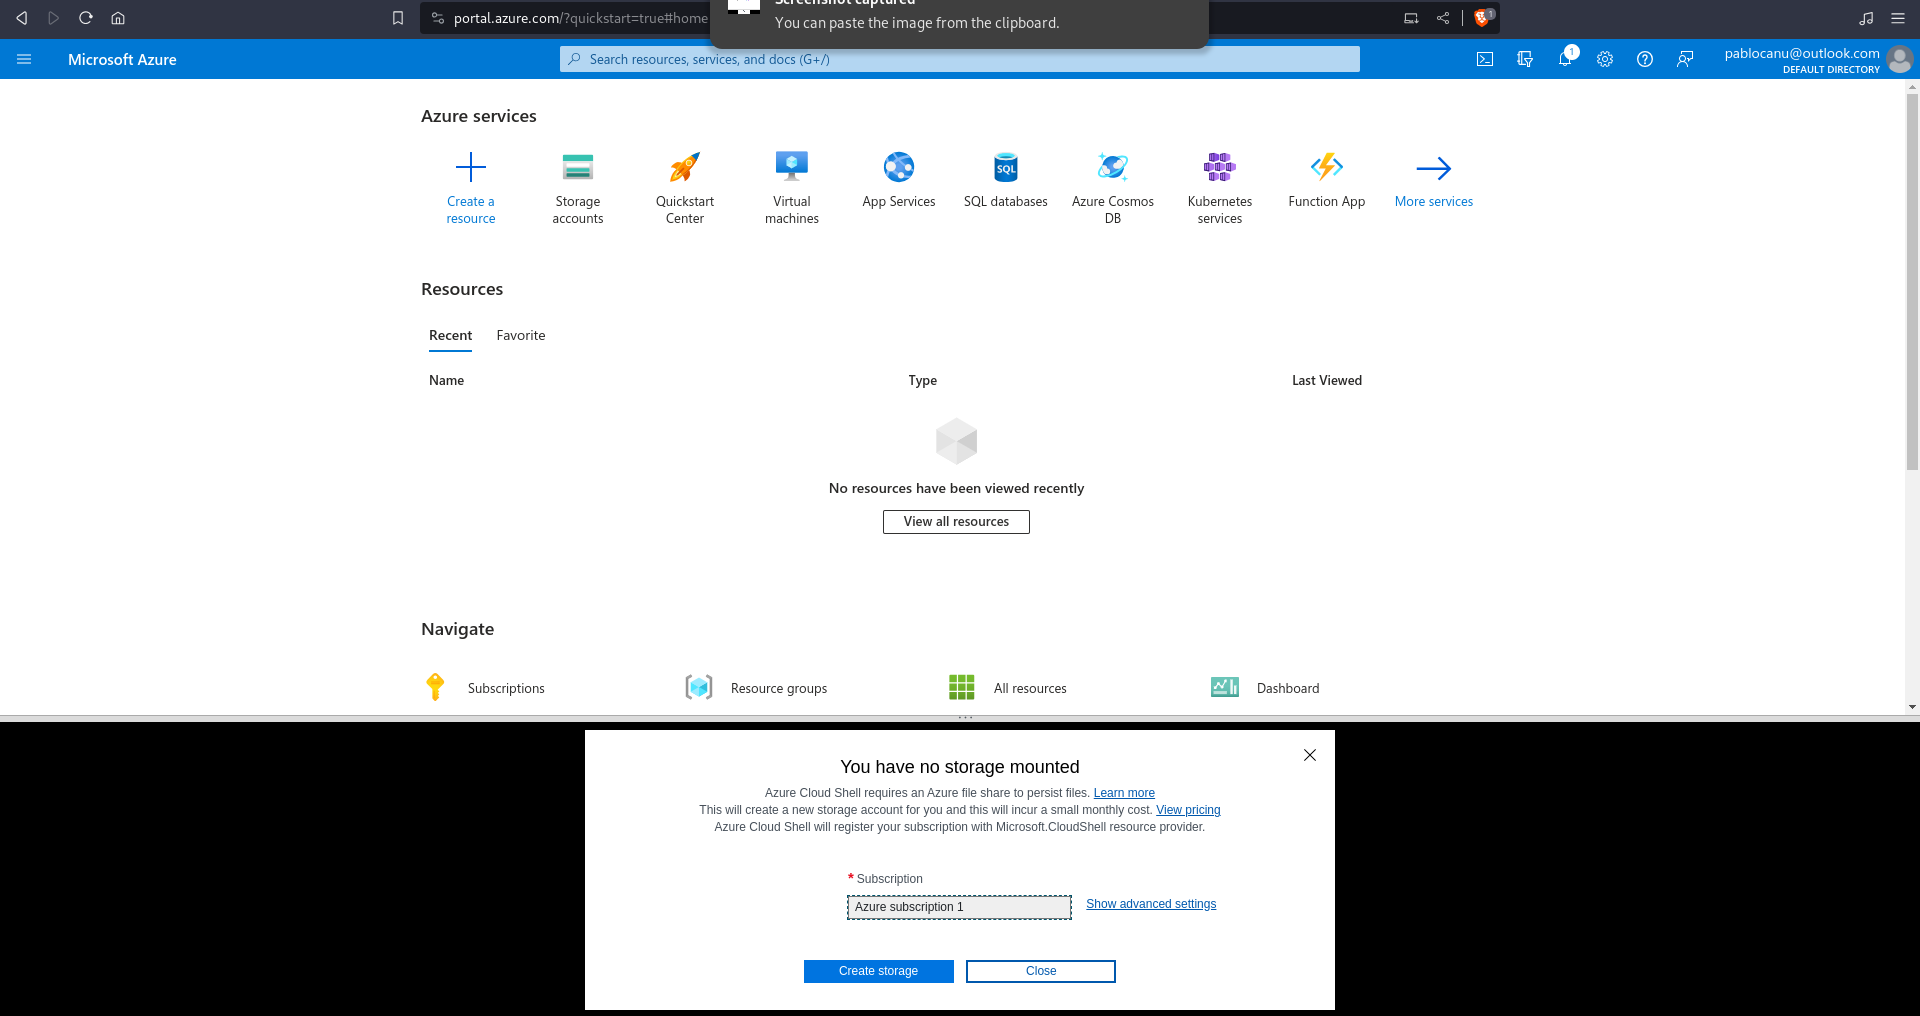 Screenshot captured
You can paste the image from the clipboard.
portal.azure.com/?quickstart=true#home
1
Microsoft Azure
Search resources, services, and docs (G+/)
1
pablocanu@outlook.com
DEFAULT DIRECTORY
Azure services
Create a
resource
Storage
accounts
Quickstart
Center
Virtual
machines
App Services
SQL
SQL databases
Azure Cosmos
DB
Kubernetes
services
Function App
More services
Resources
Recent
Favorite
Name
Type
Last Viewed
No resources have been viewed recently
View all resources
Navigate
Subscriptions
Resource groups
All resources
Dashboard
You have no storage mounted
Azure Cloud Shell requires an Azure file share to persist files. Learn more
This will create a new storage account for you and this will incur a small monthly cost. View pricing
Azure Cloud Shell will register your subscription with Microsoft.CloudShell resource provider.
* Subscription
Azure subscription 1
Show advanced settings
Create storage
Close